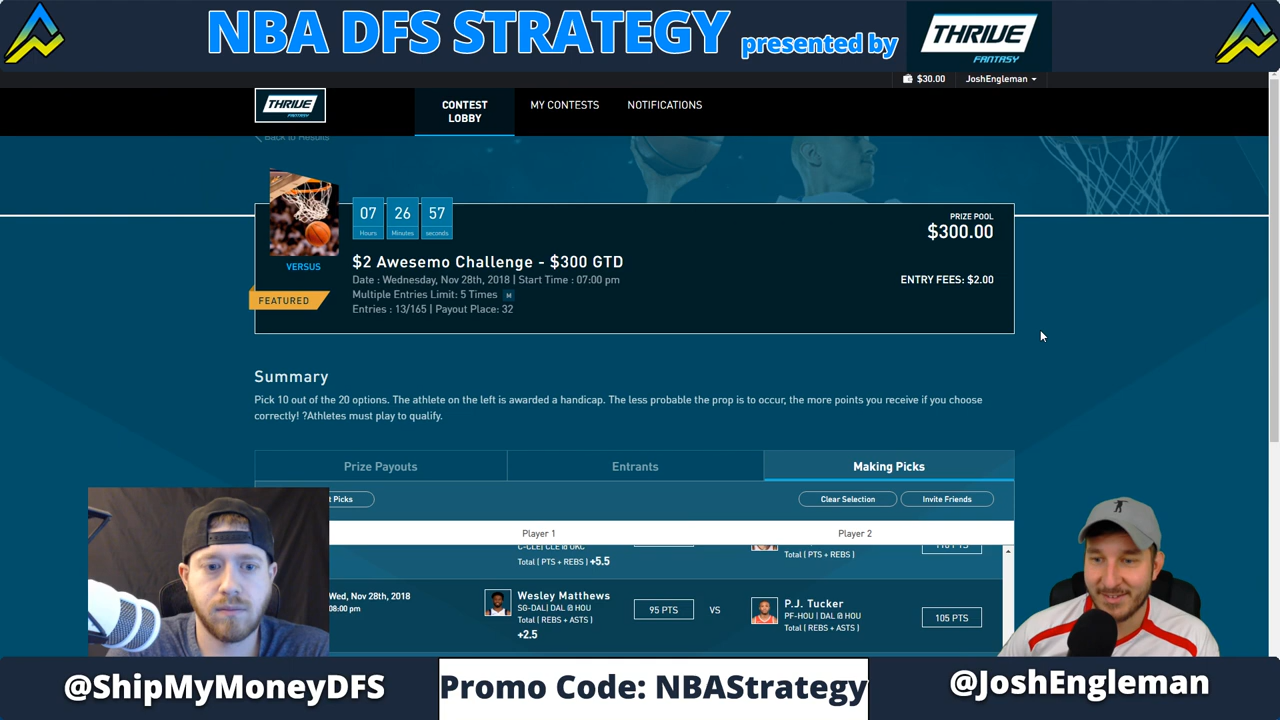 NBA DFS STRATEGY presented by THRIVE FANTASY
$30.00 JoshEngleman
THRIVE FANTASY
CONTEST LOBBY
MY CONTESTS
NOTIFICATIONS
Back to Results
07 26 57
Hours Minutes seconds
PRIZE POOL
$300.00
VERSUS
$2 Awesemo Challenge - $300 GTD
Date : Wednesday, Nov 28th, 2018 | Start Time : 07:00 pm
ENTRY FEES: $2.00
Multiple Entries Limit: 5 Times M
FEATURED
Entries : 13/165 | Payout Place: 32
Summary
Pick 10 out of the 20 options. The athlete on the left is awarded a handicap. The less probable the prop is to occur, the more points you receive if you choose
correctly! ?Athletes must play to qualify.
Prize Payouts Entrants Making Picks
Picks Clear Selection Invite Friends
Player 1 Player 2
C-CLE| CLE @ OKC
Total ( PTS + REBS ) +5.5
Total ( PTS + REBS )
Wed, Nov 28th, 2018
08:00 pm
Wesley Matthews
SG-DAL| DAL @ HOU
Total ( REBS + ASTS )
+2.5
95 PTS
VS
P.J. Tucker
PF-HOU | DAL @ HOU
Total ( REBS + ASTS )
105 PTS
@ShipMyMoneyDFS
Promo Code: NBAStrategy
@JoshEngleman